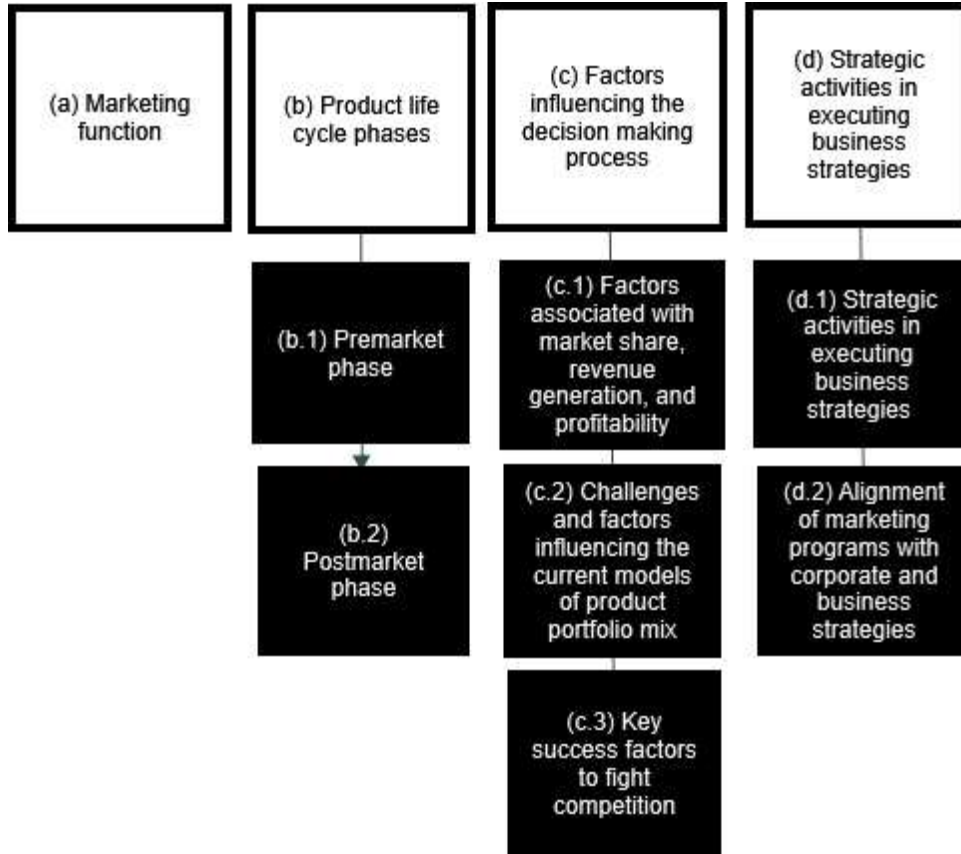 (a) Marketing
function
(b) Product life
cycle phases
(c) Factors
influencing the
decision making
process
(d) Strategic
activities in
executing
business
strategies
(b.1) Premarket
phase
(c.1) Factors
associated with
market share,
revenue
generation, and
profitability
(d.1) Strategic
activities in
executing
business
strategies
(b.2)
Postmarket
phase
(c.2) Challenges
and factors
influencing the
current models
of product
portfolio mix
(d.2) Alignment
of marketing
programs with
corporate and
business
strategies
(c.3) Key
success factors
to fight
competition